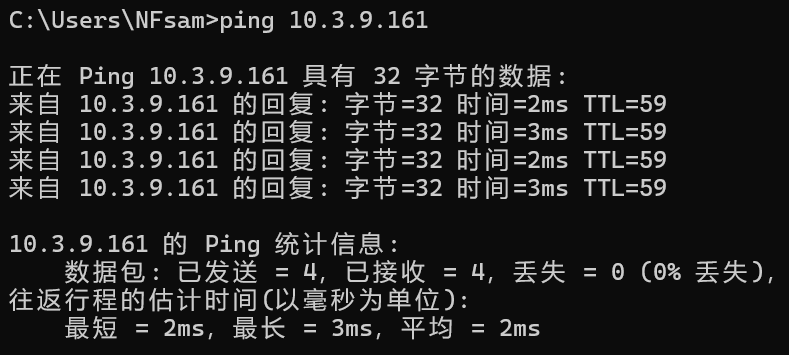 C:\Users\NFsam>ping 10.3.9.161
正在 Ping 10.3.9.161 具有 32 字节的数据:
来自 10.3.9.161 的回复: 字节=32 时间=2ms TTL=59
来自 10.3.9.161 的回复: 字节=32 时间=3ms TTL=59
来自 10.3.9.161 的回复: 字节=32 时间=2ms TTL=59
来自 10.3.9.161 的回复: 字节=32 时间=3ms TTL=59
10.3.9.161 的 Ping 统计信息:
    数据包: 已发送 = 4，已接收 = 4，丢失 = 0 (0% 丢失)，
往返行程的估计时间(以毫秒为单位):
    最短 = 2ms，最长 = 3ms，平均 = 2ms